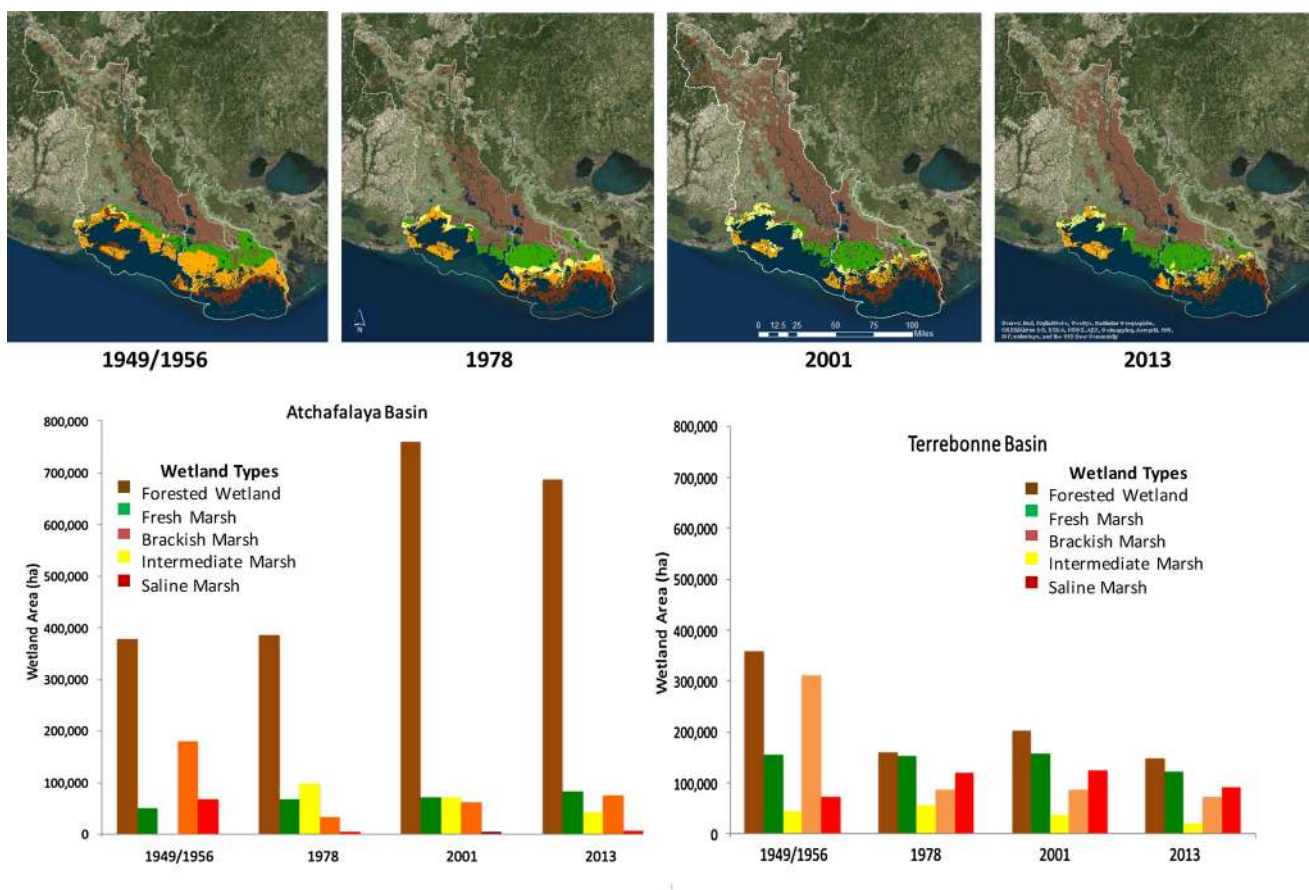 N
0 12.5 25 50 75 100
Miles
1949/1956
1978
2001
2013
Atchafalaya Basin
Wetland Area (ha)
800,000
700,000
600,000
500,000
400,000
300,000
200,000
100,000
0
Wetland Types
Forested Wetland
Fresh Marsh
Brackish Marsh
Intermediate Marsh
Saline Marsh
1949/1956
1978
2001
2013
Terrebonne Basin
Wetland Area (ha)
800,000
700,000
600,000
500,000
400,000
300,000
200,000
100,000
0
Wetland Types
Forested Wetland
Fresh Marsh
Brackish Marsh
Intermediate Marsh
Saline Marsh
1949/1956
1978
2001
2013